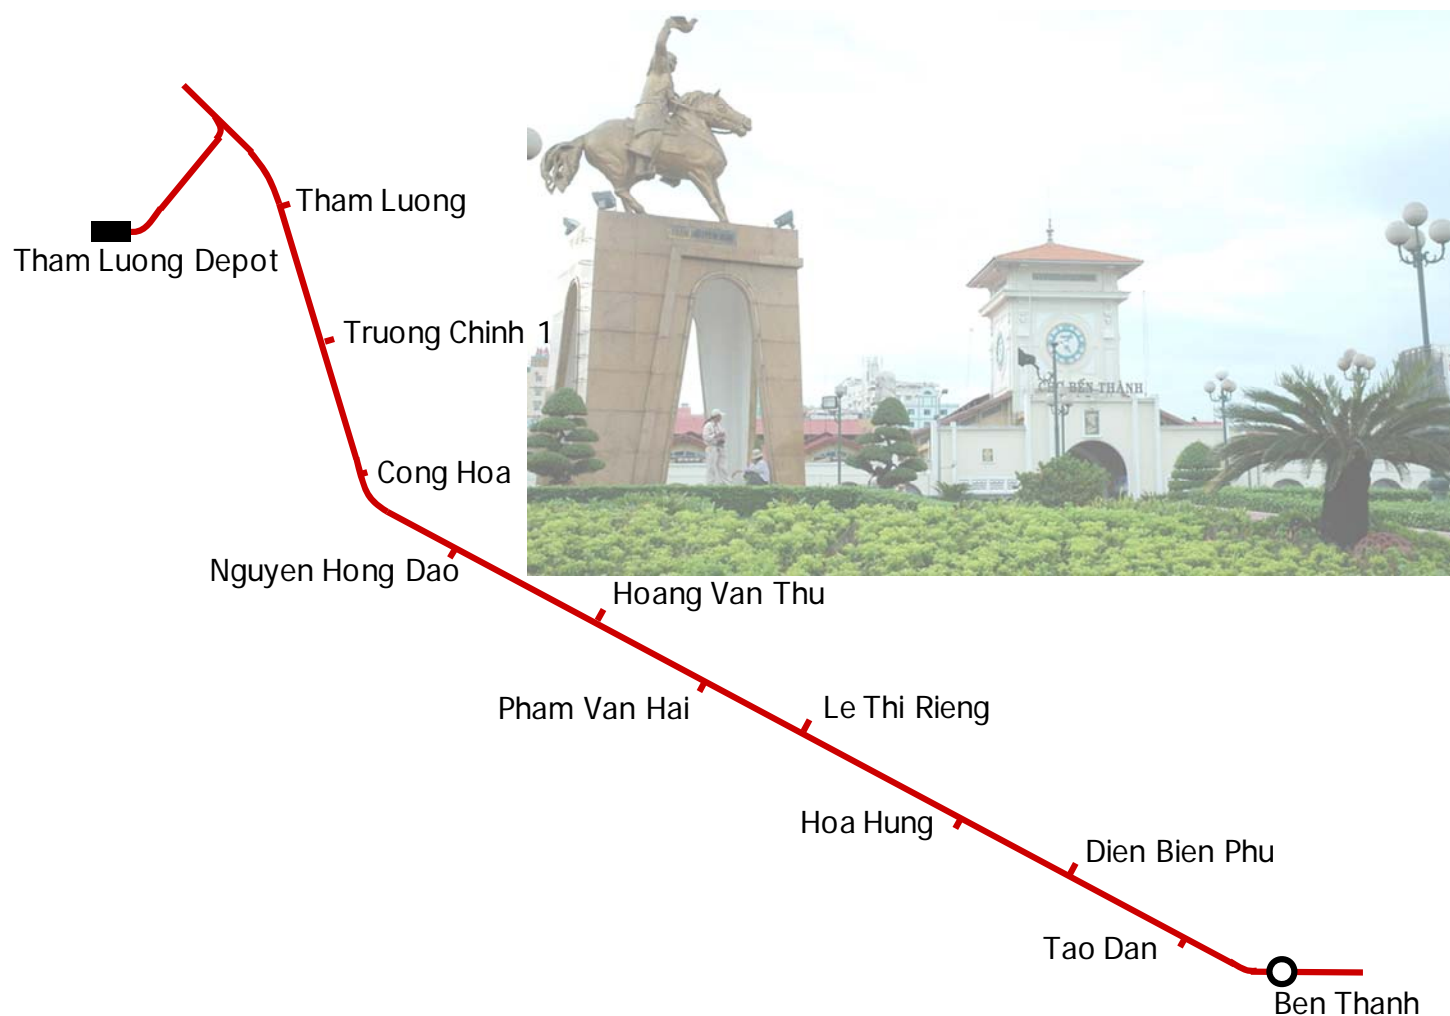 Tham Luong
Tham Luong Depot
Truong Chinh 1
CHỢ BẾN THÀNH
Cong Hoa
Nguyen Hong Dao
Hoang Van Thu
Pham Van Hai
Le Thi Rieng
Hoa Hung
Dien Bien Phu
Tao Dan
Ben Thanh